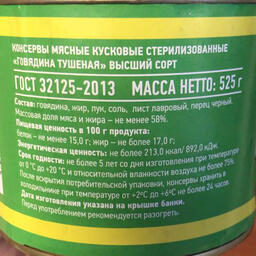 КОНСЕРВЫ МЯСНЫЕ КУСКОВЫЕ СТЕРИЛИЗОВАННЫЕ
«ГОВЯДИНА ТУШЕНАЯ» ВЫСШИЙ СОРТ
ГОСТ 32125-2013 МАССА НЕТТО: 525 г
Состав: говядина, жир, лук, соль, лист лавровый, перец черный.
Массовая доля мяса и жира – не менее 58%.
Пищевая ценность в 100 г продукта:
белок – не менее 15,0 г; жир – не более 17,0 г;
Энергетическая ценность: не более 213,0 ккал/ 892,0 кДж.
Срок годности: не более 5 лет со дня изготовления при температуре
от 0 °С до +20 °С и относительной влажности воздуха не более 75%.
После вскрытия потребительской упаковки, консервы хранить в
холодильнике при температуре от +2°С до +6°С не более 24 часов.
Дата изготовления указана на крышке банки.
Перед употреблением рекомендуется разогреть.